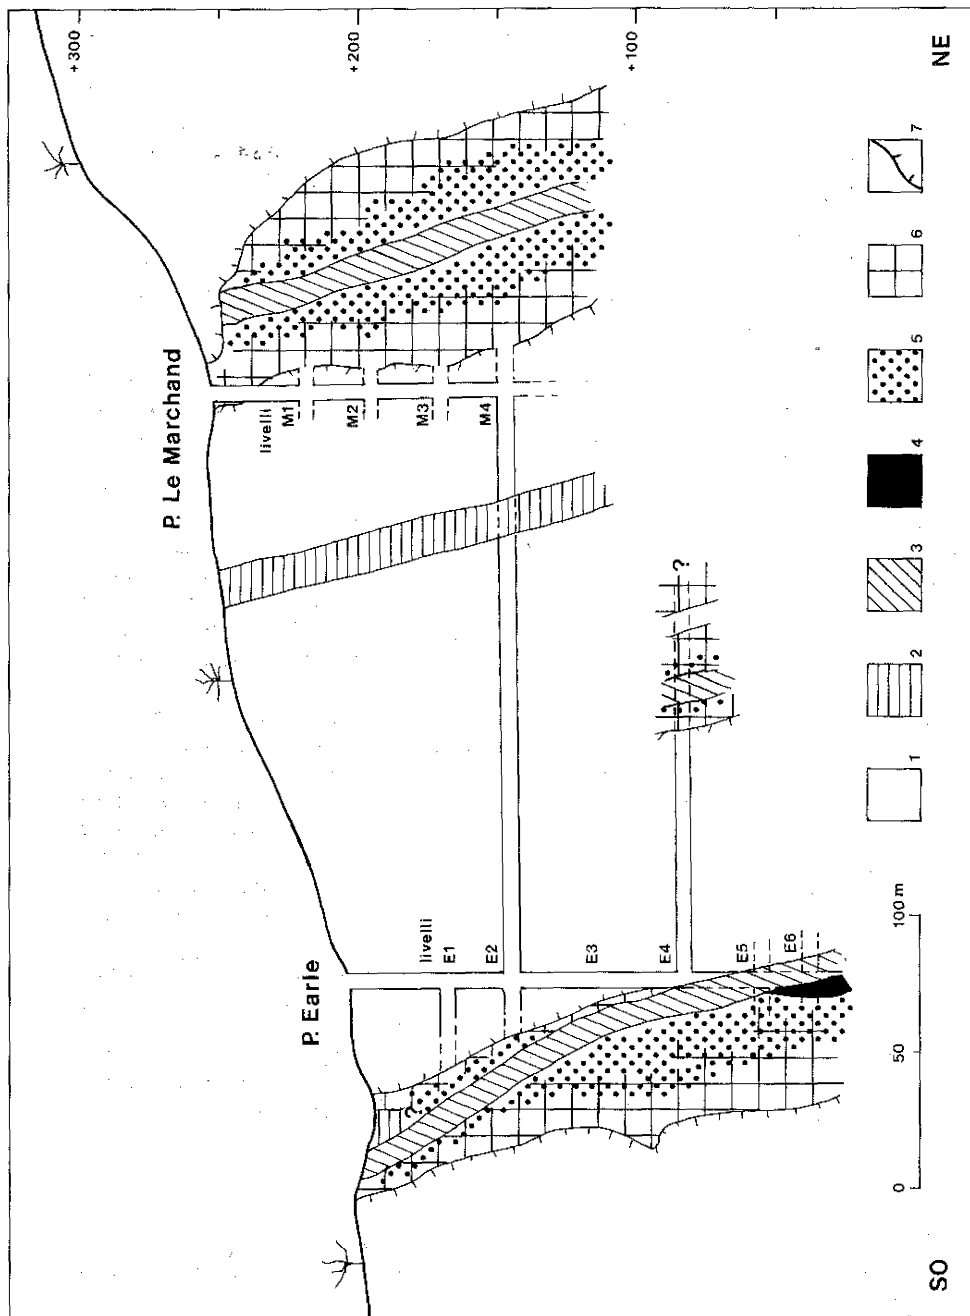 +300
+200
+100
P. Le Marchand
livelli
M1
M2
M3
M4
P. Earle
livelli
E1
E2
E3
E4
E5
E6
?
?
0 50 100 m
1
2
3
4
5
6
7
SO
NE